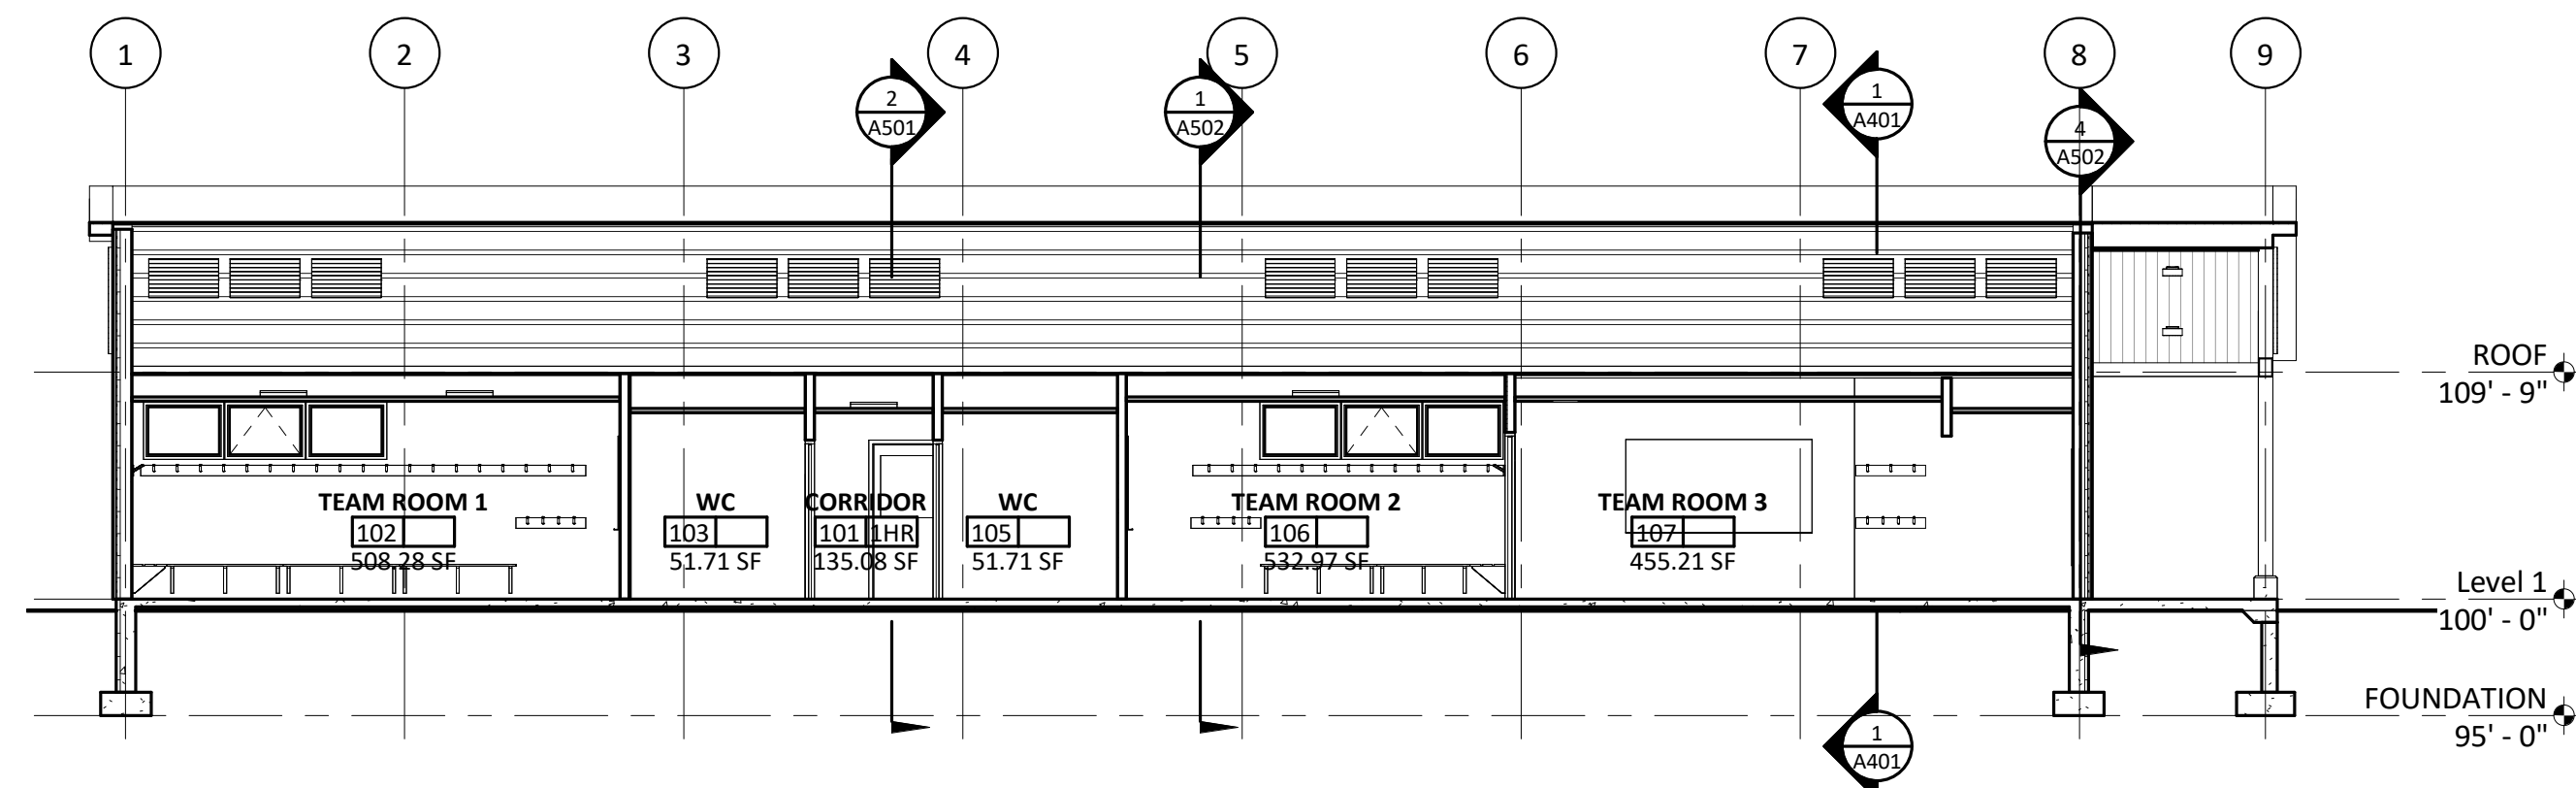 1 2 3 4 5 6 7 8 9
2
A501
1
A502
1
A401
4
A502
ROOF
109' - 9"
TEAM ROOM 1
102
508.28 SF
WC
103
51.71 SF
CORRIDOR
101 1HR
135.08 SF
WC
105
51.71 SF
TEAM ROOM 2
106
532.97 SF
TEAM ROOM 3
107
455.21 SF
Level 1
100' - 0"
FOUNDATION
95' - 0"
1
A401